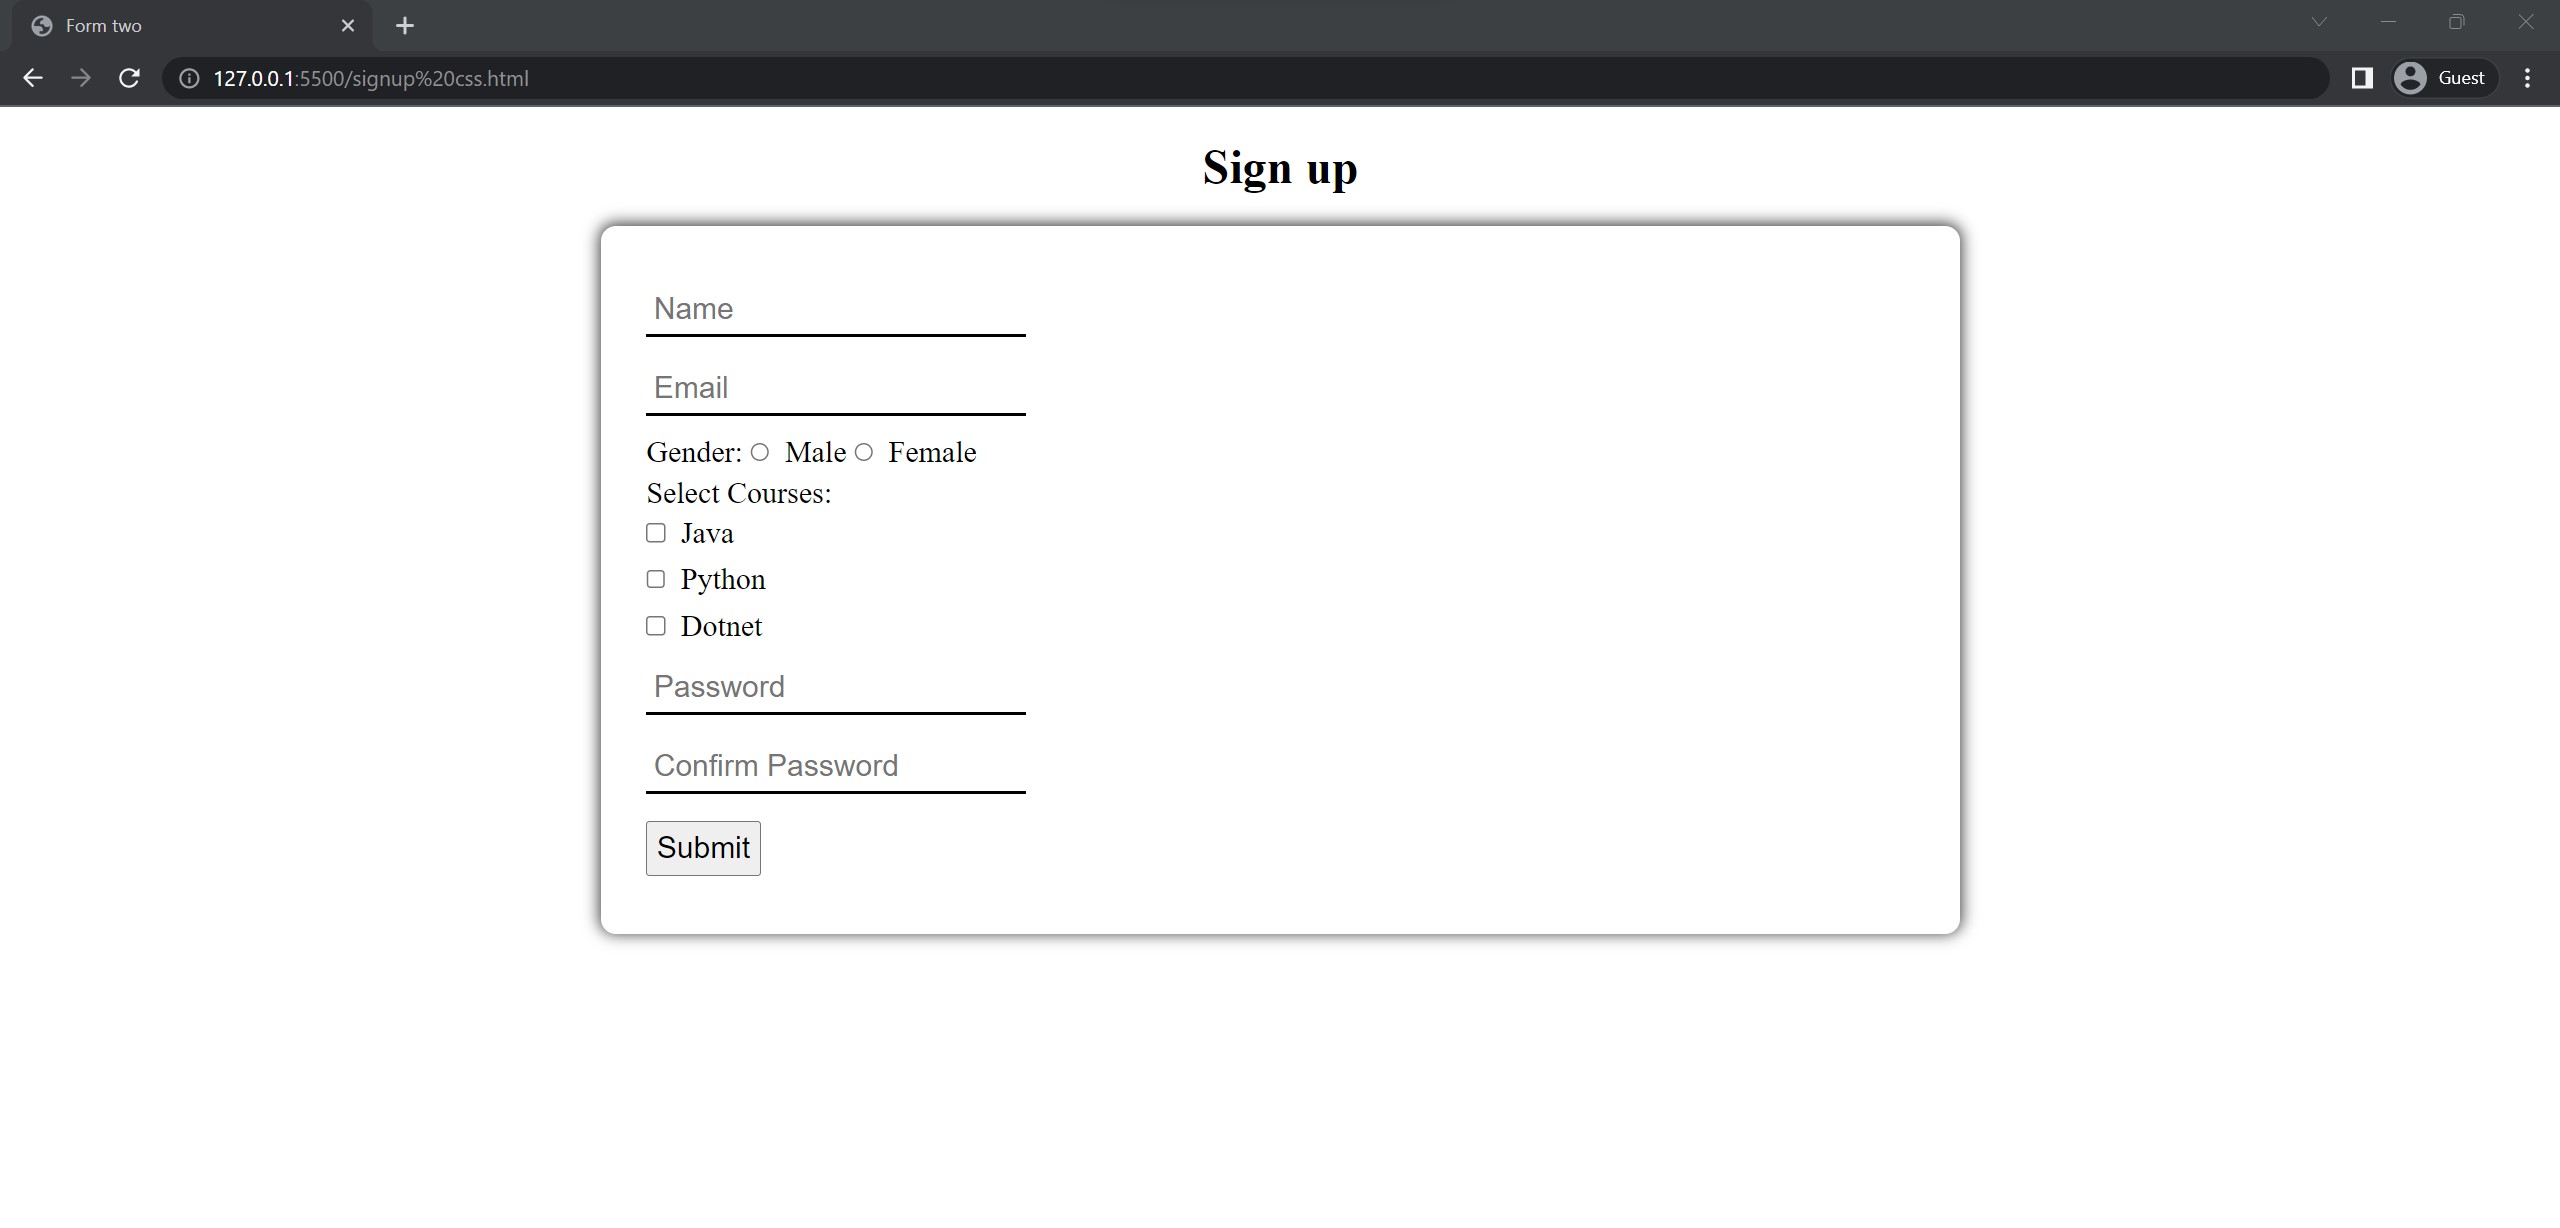 Form two
127.0.0.1:5500/signup%20css.html
Guest
Sign up
Name
Email
Gender: Male Female
Select Courses:
Java
Python
Dotnet
Password
Confirm Password
Submit